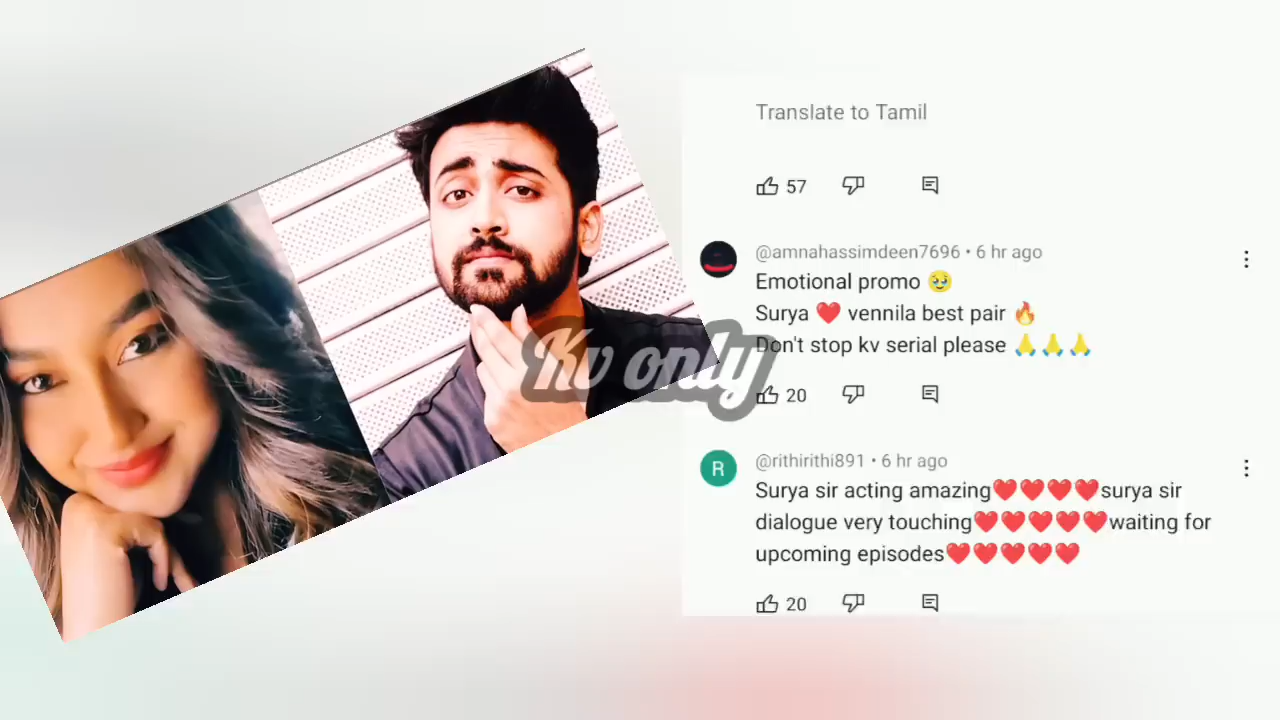 Translate to Tamil
57
@amnahassimdeen7696 • 6 hr ago
Emotional promo 🥹
Surya ❤️ vennila best pair 🔥
Don't stop kv serial please 🙏🙏🙏
Kv only
20
R
@rithirithi891 • 6 hr ago
Surya sir acting amazing❤️❤️❤️❤️surya sir
dialogue very touching❤️❤️❤️❤️❤️waiting for
upcoming episodes❤️❤️❤️❤️❤️
20